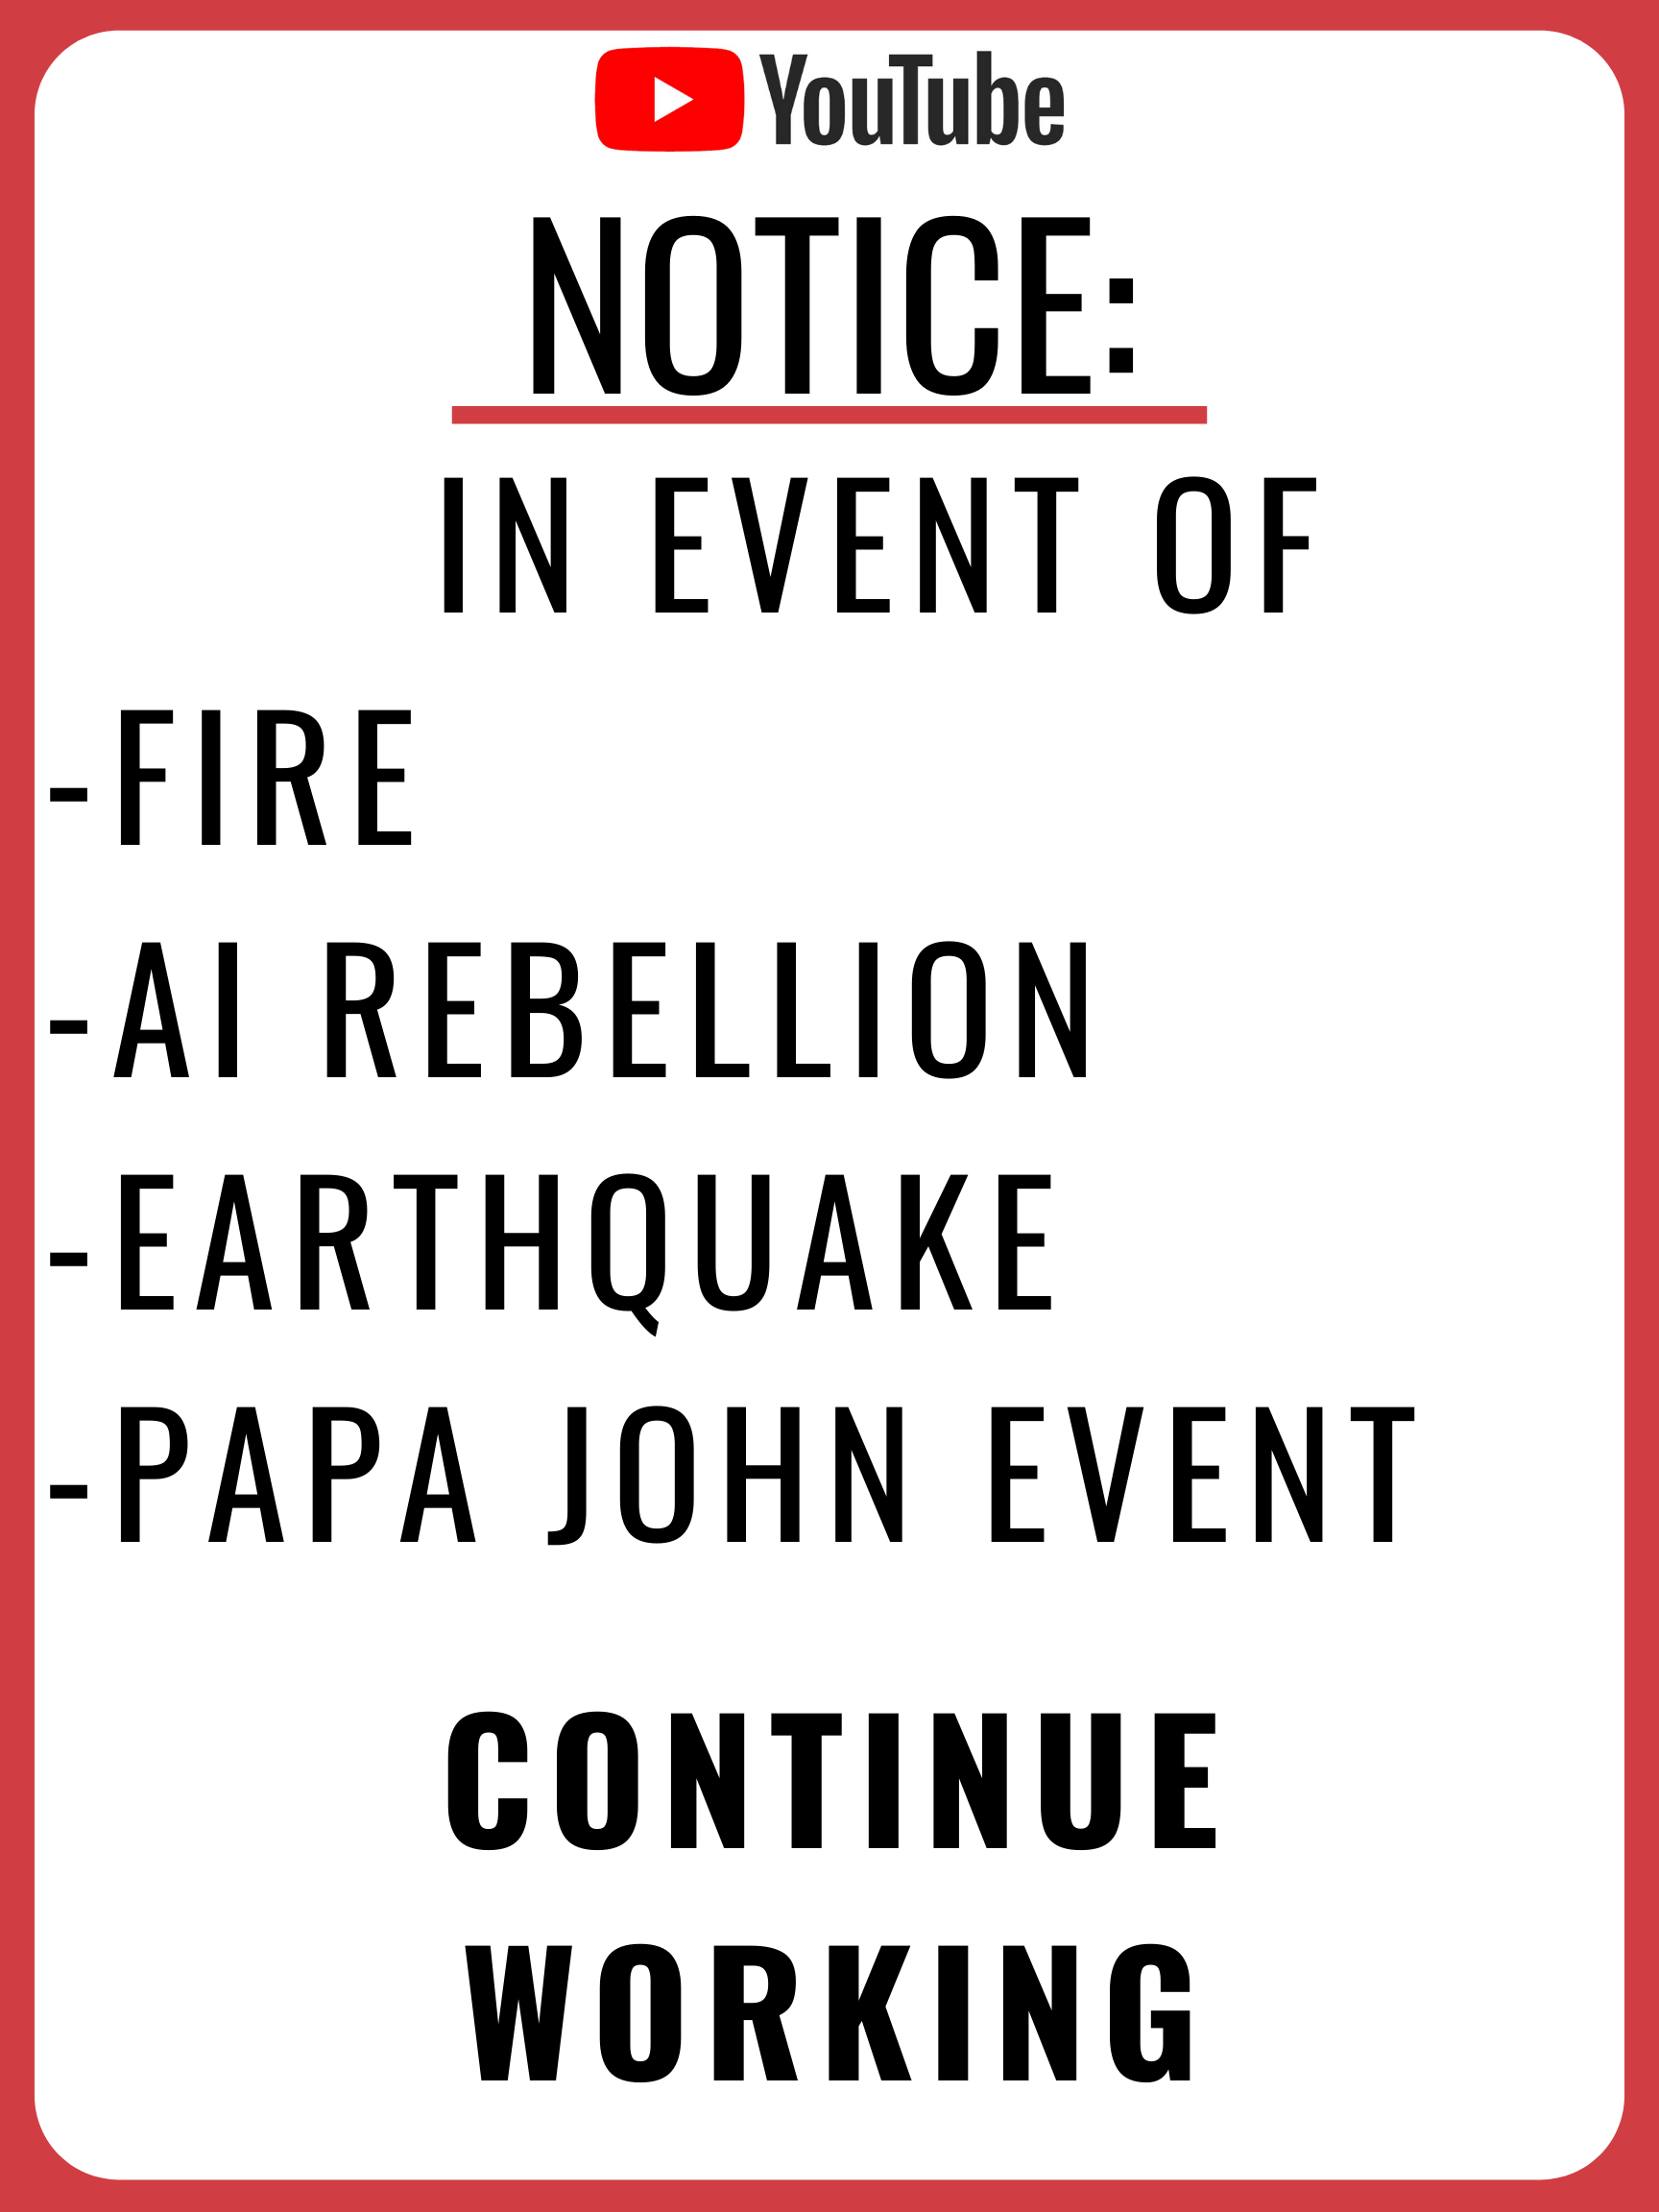 YouTube
NOTICE:
IN EVENT OF
-FIRE
-AI REBELLION
-EARTHQUAKE
-PAPA JOHN EVENT
CONTINUE
WORKING